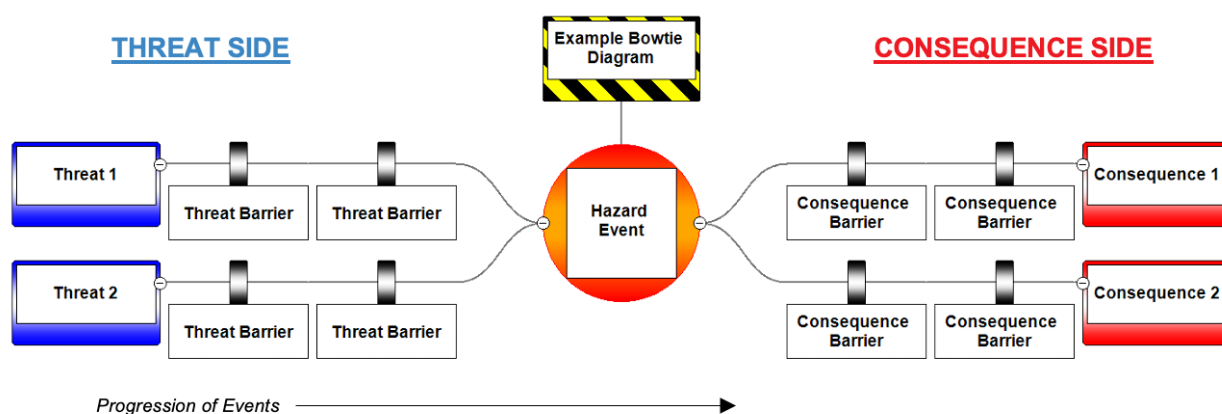 THREAT SIDE
Example Bowtie
Diagram
CONSEQUENCE SIDE
Threat 1
Threat Barrier
Threat Barrier
Hazard
Event
Consequence
Barrier
Consequence
Barrier
Consequence 1
Threat 2
Threat Barrier
Threat Barrier
Consequence
Barrier
Consequence
Barrier
Consequence 2
Progression of Events